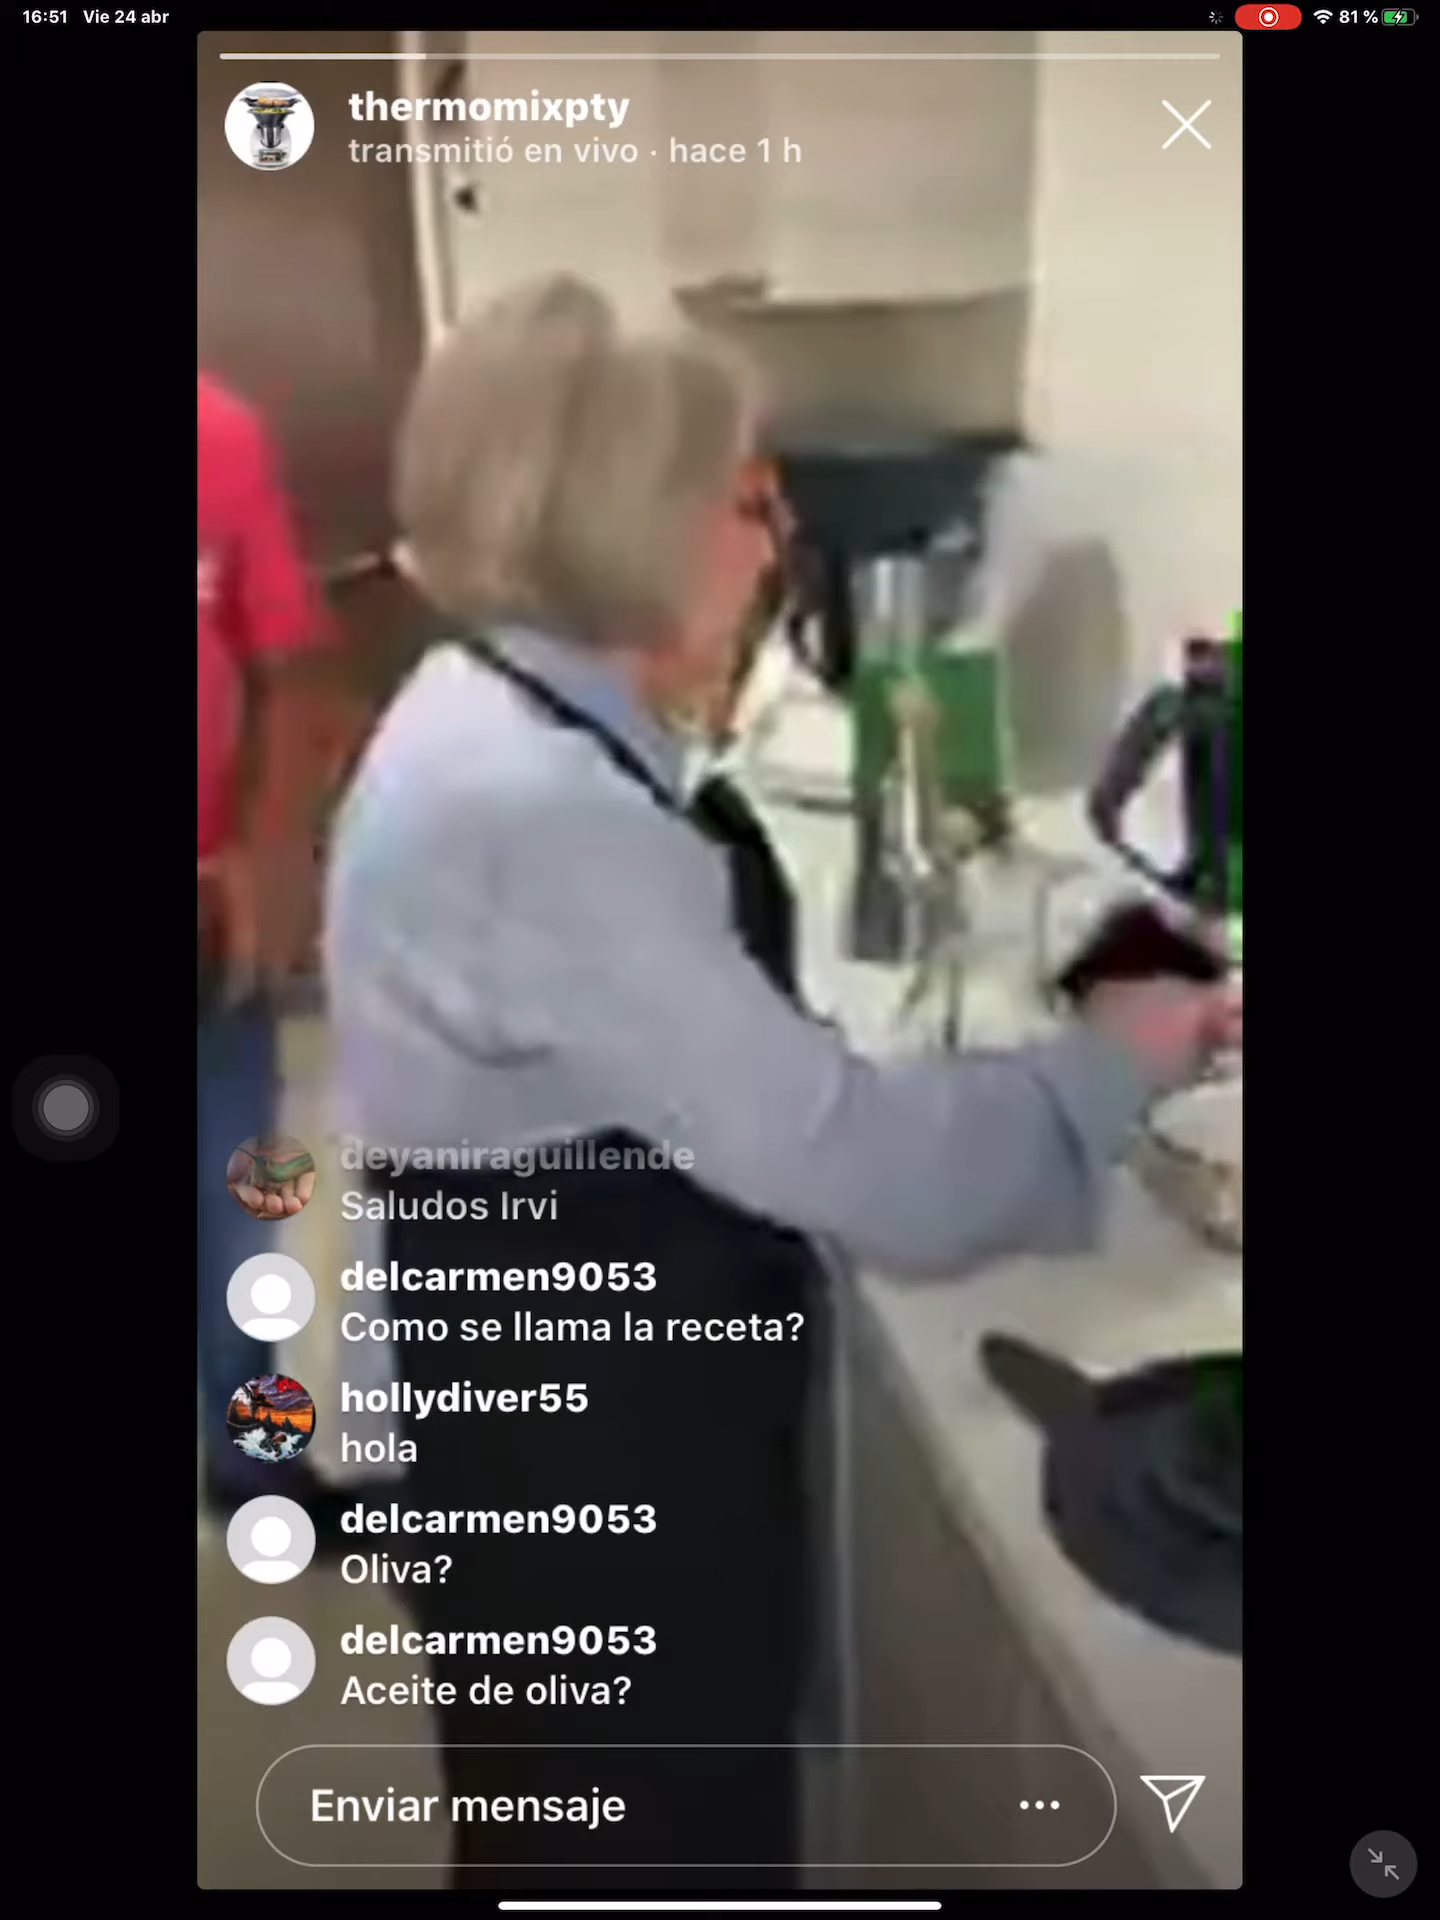 16:51 Vie 24 abr
81 %
thermomixpty
transmitió en vivo · hace 1 h
deyaniraguillende
Saludos Irvi
delcarmen9053
Como se llama la receta?
hollydiver55
hola
delcarmen9053
Oliva?
delcarmen9053
Aceite de oliva?
Enviar mensaje